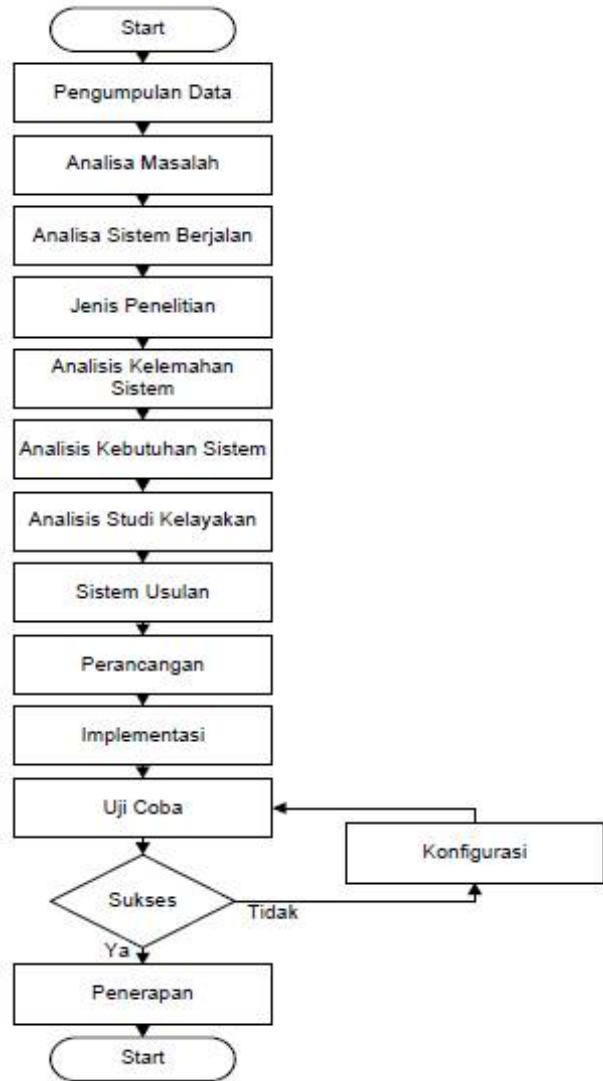 Start
Pengumpulan Data
Analisa Masalah
Analisa Sistem Berjalan
Jenis Penelitian
Analisis Kelemahan
Sistem
Analisis Kebutuhan Sistem
Analisis Studi Kelayakan
Sistem Usulan
Perancangan
Implementasi
Uji Coba
Konfigurasi
Sukses
Tidak
Ya
Penerapan
Start